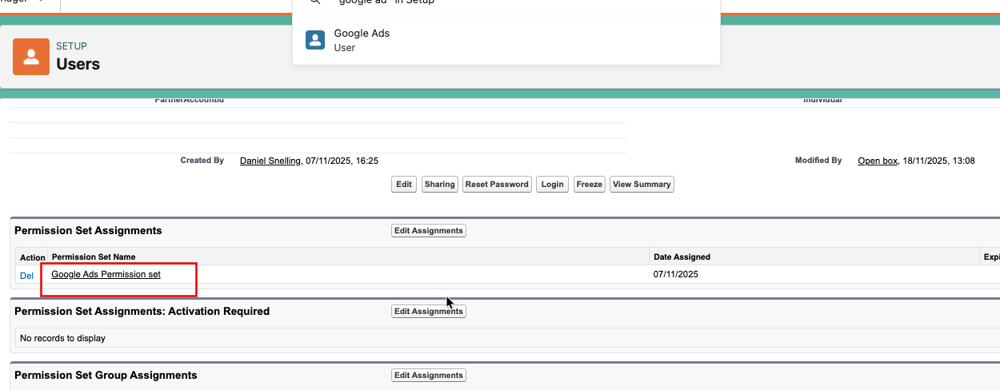 "google ad" in Setup
Google Ads
User
SETUP
Users
PartnerAccountId
Individual
Created By Daniel Snelling, 07/11/2025, 16:25
Modified By Open box, 18/11/2025, 13:08
Edit Sharing Reset Password Login Freeze View Summary
Permission Set Assignments Edit Assignments
Action Permission Set Name Date Assigned Expi
Del Google Ads Permission set 07/11/2025
Permission Set Assignments: Activation Required Edit Assignments
No records to display
Permission Set Group Assignments Edit Assignments